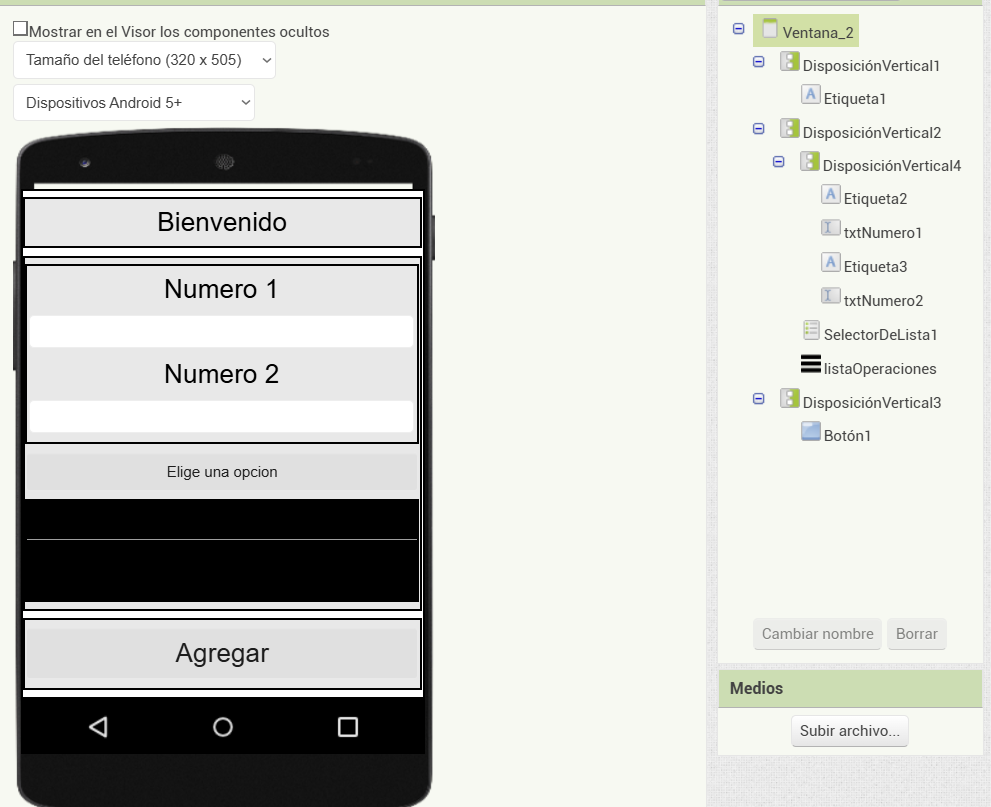 Mostrar en el Visor los componentes ocultos
Tamaño del teléfono (320 x 505)
Dispositivos Android 5+
Bienvenido
Numero 1
Numero 2
Elige una opcion
Agregar
Ventana_2
DisposiciónVertical1
A Etiqueta1
DisposiciónVertical2
DisposiciónVertical4
A Etiqueta2
txtNumero1
A Etiqueta3
txtNumero2
SelectorDeLista1
listaOperaciones
DisposiciónVertical3
Botón1
Cambiar nombre
Borrar
Medios
Subir archivo...